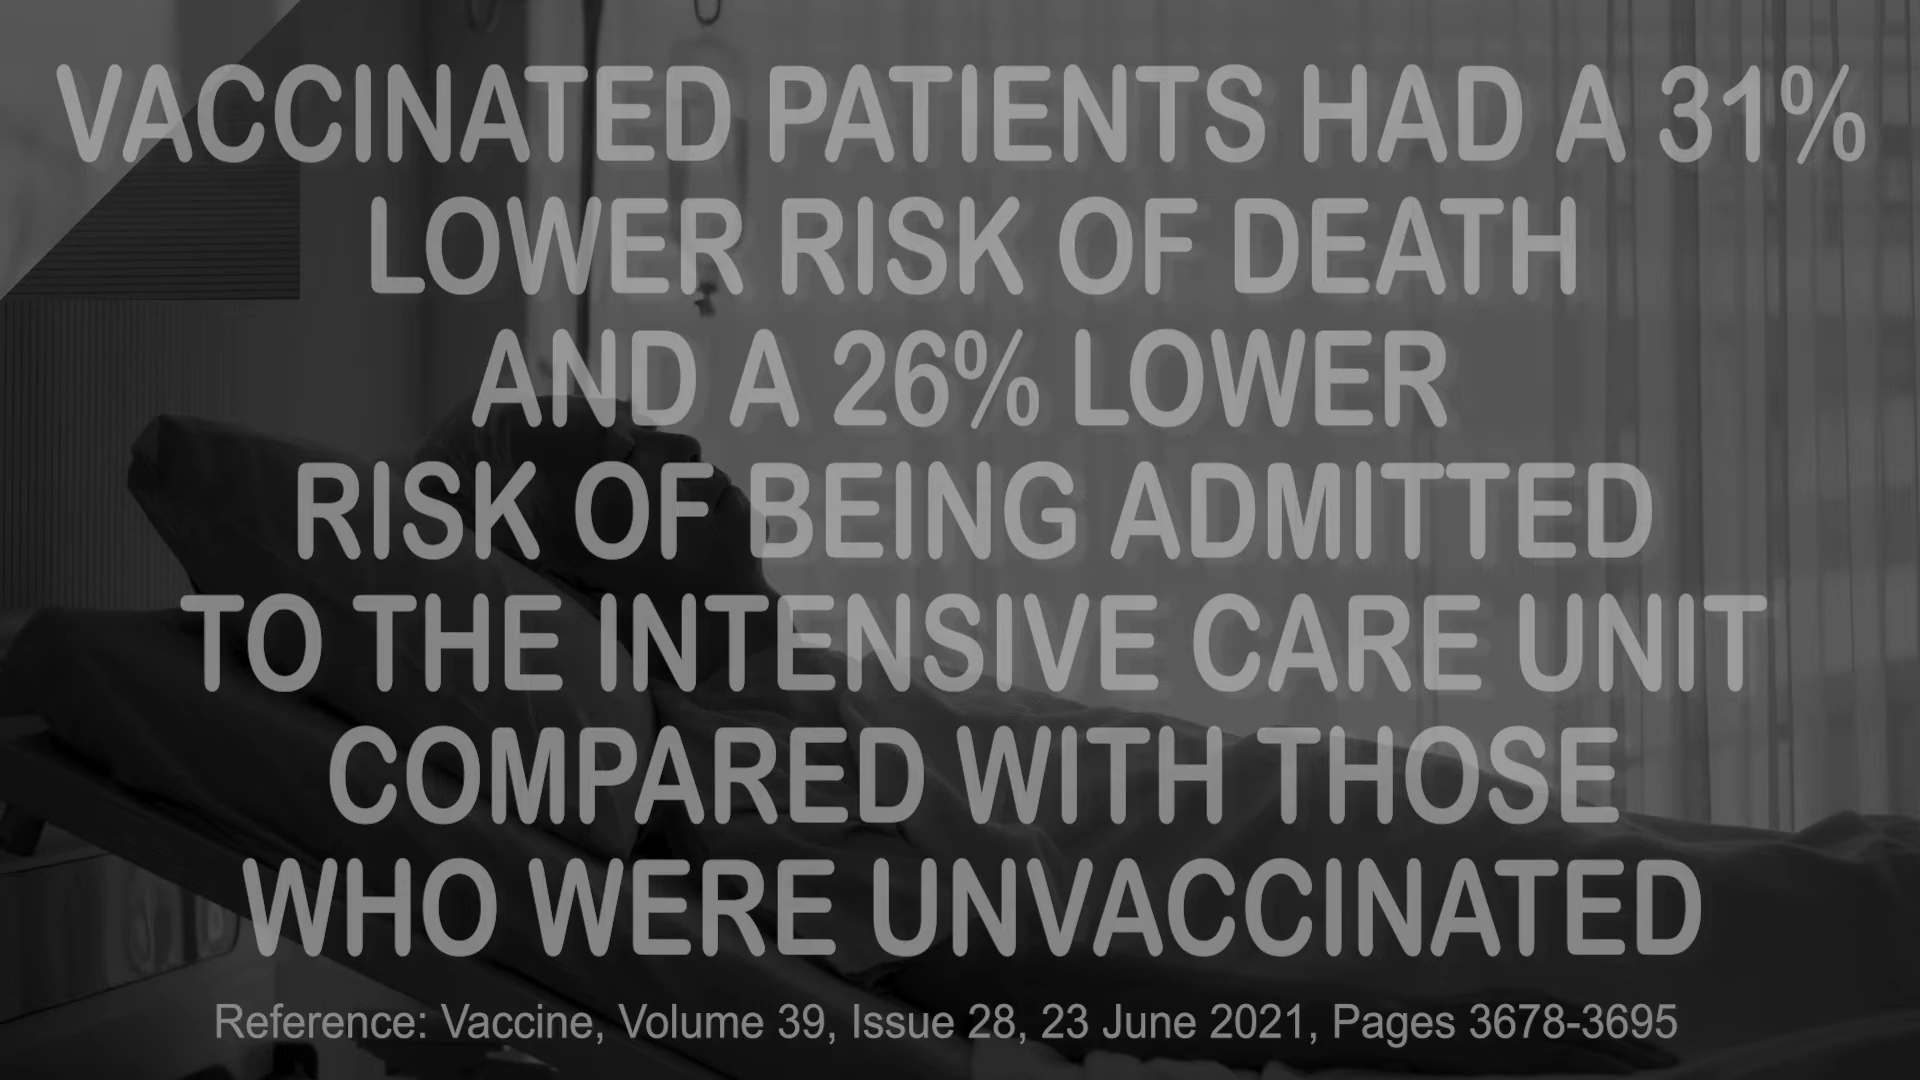 VACCINATED PATIENTS HAD A 31%
LOWER RISK OF DEATH
AND A 26% LOWER
RISK OF BEING ADMITTED
TO THE INTENSIVE CARE UNIT
COMPARED WITH THOSE
WHO WERE UNVACCINATED
Reference: Vaccine, Volume 39, Issue 28, 23 June 2021, Pages 3678-3695